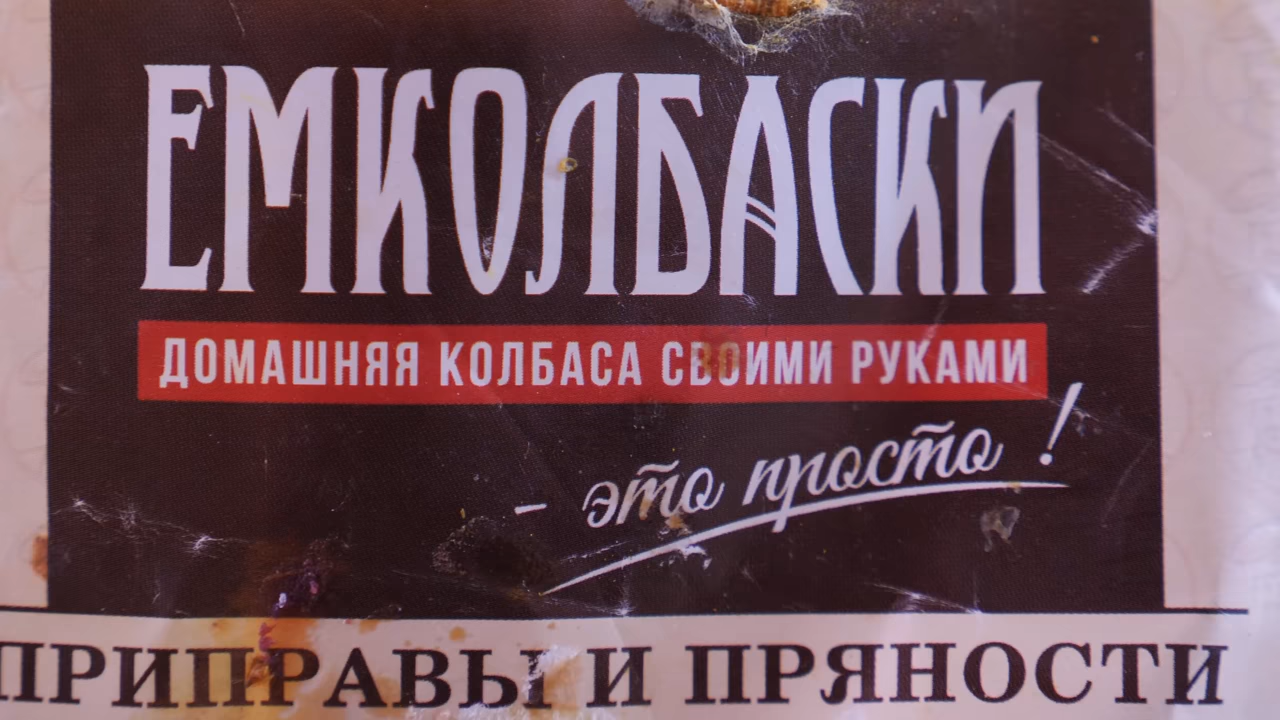 ЕМКОЛБАСКИ
ДОМАШНЯЯ КОЛБАСА СВОИМИ РУКАМИ
- это просто!
ПРИПРАВЫ И ПРЯНОСТИ